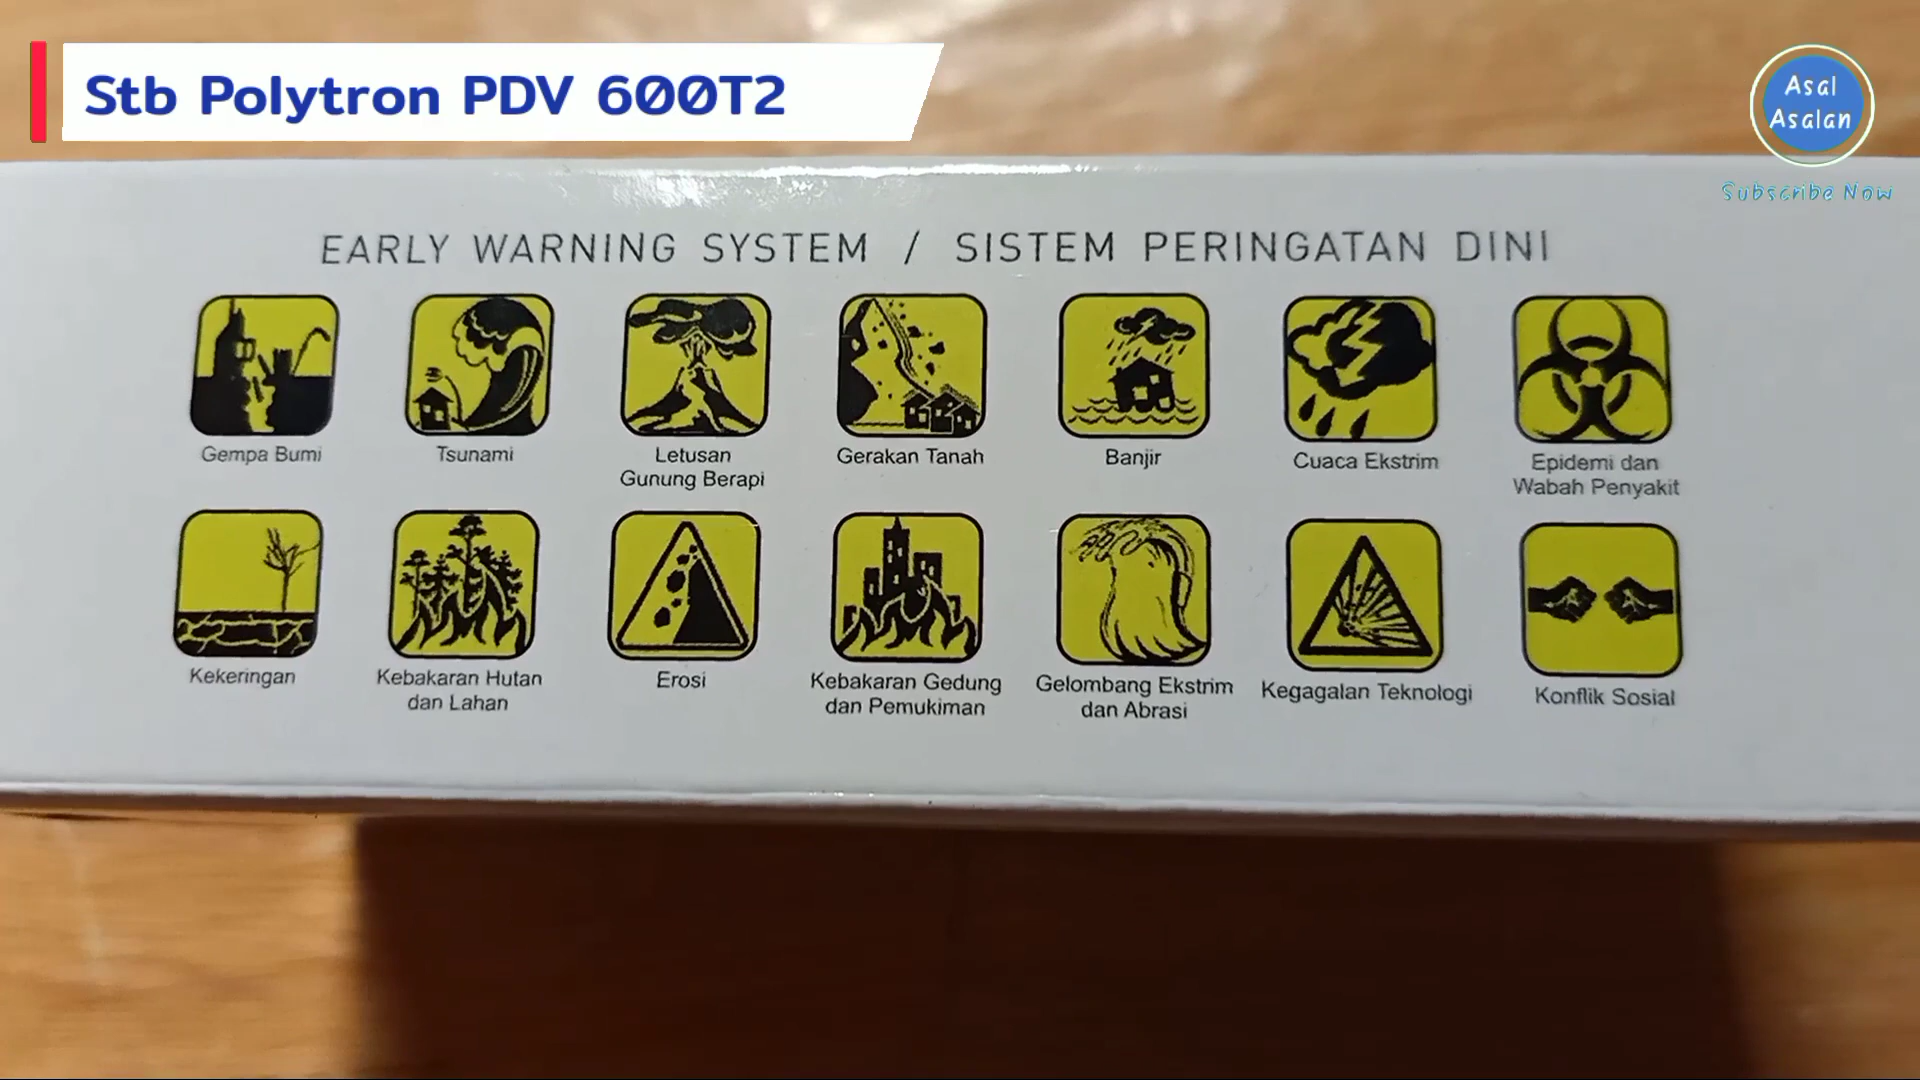 Stb Polytron PDV 600T2
Asal
Asalan
Subscribe Now
EARLY WARNING SYSTEM / SISTEM PERINGATAN DINI
Gempa Bumi
Tsunami
Letusan
Gunung Berapi
Gerakan Tanah
Banjir
Cuaca Ekstrim
Epidemi dan
Wabah Penyakit
Kekeringan
Kebakaran Hutan
dan Lahan
Erosi
Kebakaran Gedung
dan Pemukiman
Gelombang Ekstrim
dan Abrasi
Kegagalan Teknologi
Konflik Sosial